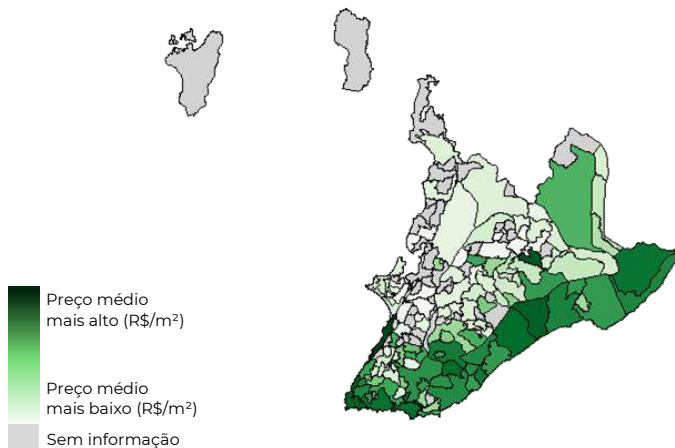 Preço médio
mais alto (R$/m²)
Preço médio
mais baixo (R$/m²)
Sem informação